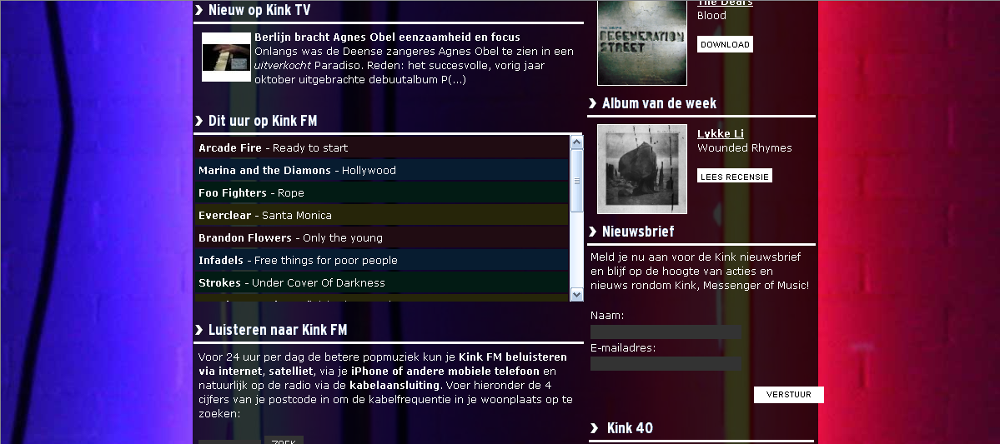 Nieuw op Kink TV
Berlijn bracht Agnes Obel eenzaamheid en focus
Onlangs was de Deense zangeres Agnes Obel te zien in een
uitverkocht Paradiso. Reden: het succesvolle, vorig jaar
oktober uitgebrachte debuutalbum P(...)
Dit uur op Kink FM
Arcade Fire - Ready to start
Marina and the Diamons - Hollywood
Foo Fighters - Rope
Everclear - Santa Monica
Brandon Flowers - Only the young
Infadels - Free things for poor people
Strokes - Under Cover Of Darkness
Luisteren naar Kink FM
Voor 24 uur per dag de betere popmuziek kun je Kink FM beluisteren
via internet, satelliet, via je iPhone of andere mobiele telefoon en
natuurlijk op de radio via de kabelaansluiting. Voer hieronder de 4
cijfers van je postcode in om de kabelfrequentie in je woonplaats op te
zoeken:
ZOEK
The Dears
Blood
DOWNLOAD
DEGENERATION
STREET
Album van de week
Lykke Li
Wounded Rhymes
LEES RECENSIE
Nieuwsbrief
Meld je nu aan voor de Kink nieuwsbrief
en blijf op de hoogte van acties en
nieuws rondom Kink, Messenger of Music!
Naam:
E-mailadres:
VERSTUUR
Kink 40